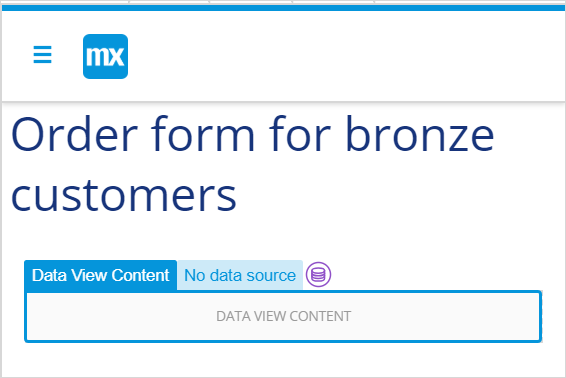 mx
Order form for bronze
customers
Data View Content No data source
DATA VIEW CONTENT